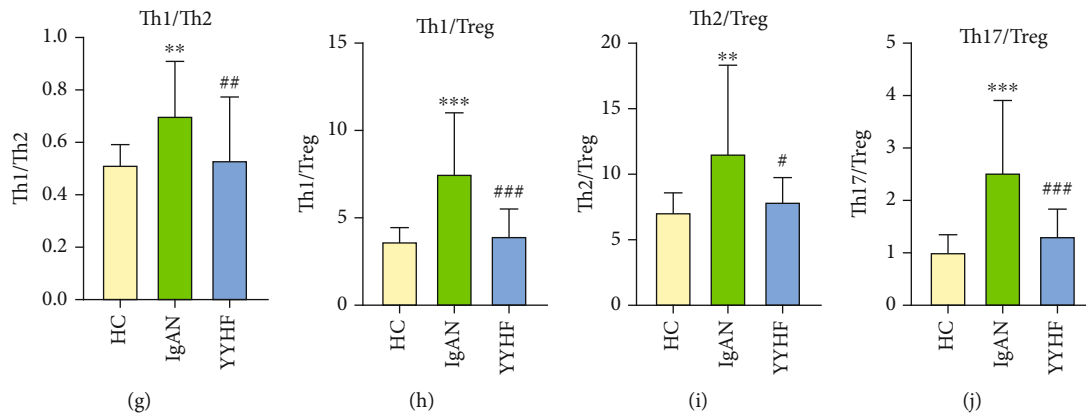 Th1/Th2
Th1/Th2
1.0
0.8
0.6
0.4
0.2
0.0
**
##
HC
IgAN
YYHF
(g)
Th1/Treg
Th1/Treg
15
10
5
0
***
###
HC
IgAN
YYHF
(h)
Th2/Treg
Th2/Treg
20
15
10
5
0
**
#
HC
IgAN
YYHF
(i)
Th17/Treg
Th17/Treg
5
4
3
2
1
0
***
###
HC
IgAN
YYHF
(j)